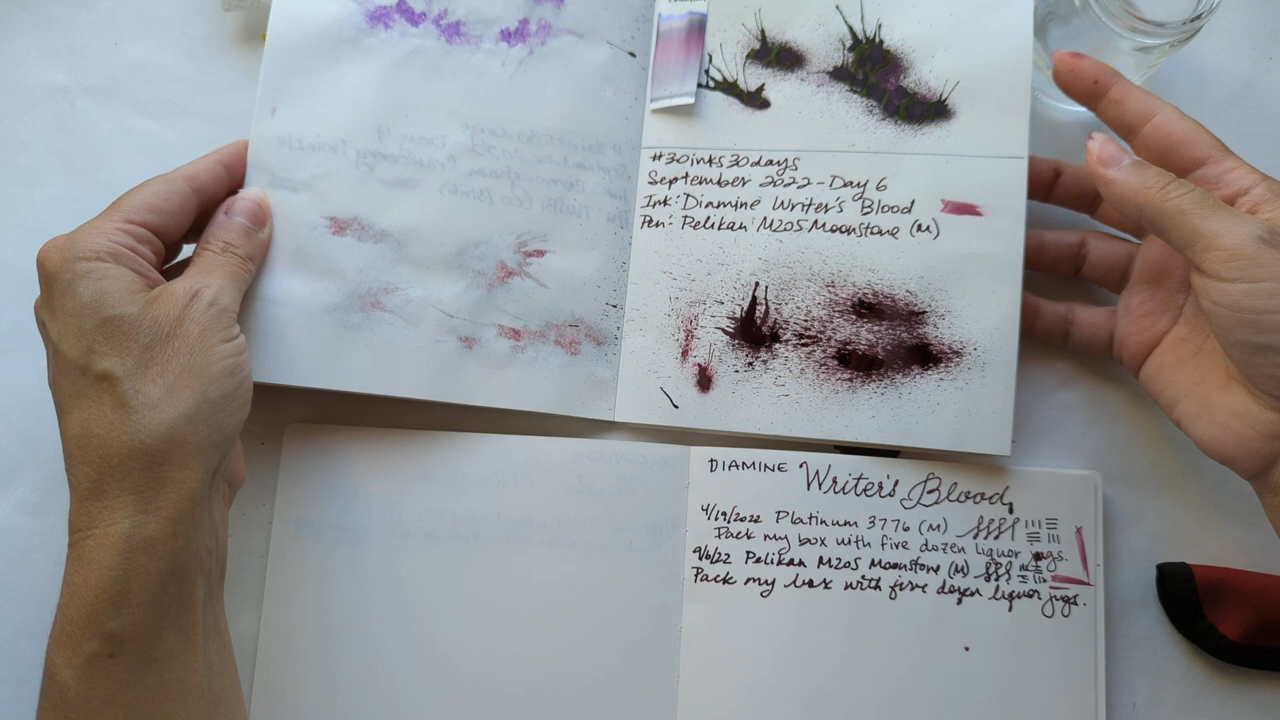 #30inks30days
September 2022 - Day 6
Ink: Diamine Writer's Blood
Pen: Pelikan M205 Moonstone (M)
DIAMINE Writer's Blood
4/19/2022 Platinum 3776 (M)
Pack my box with five dozen liquor jugs.
9/6/22 Pelikan M205 Moonstone (M)
Pack my box with five dozen liquor jugs.